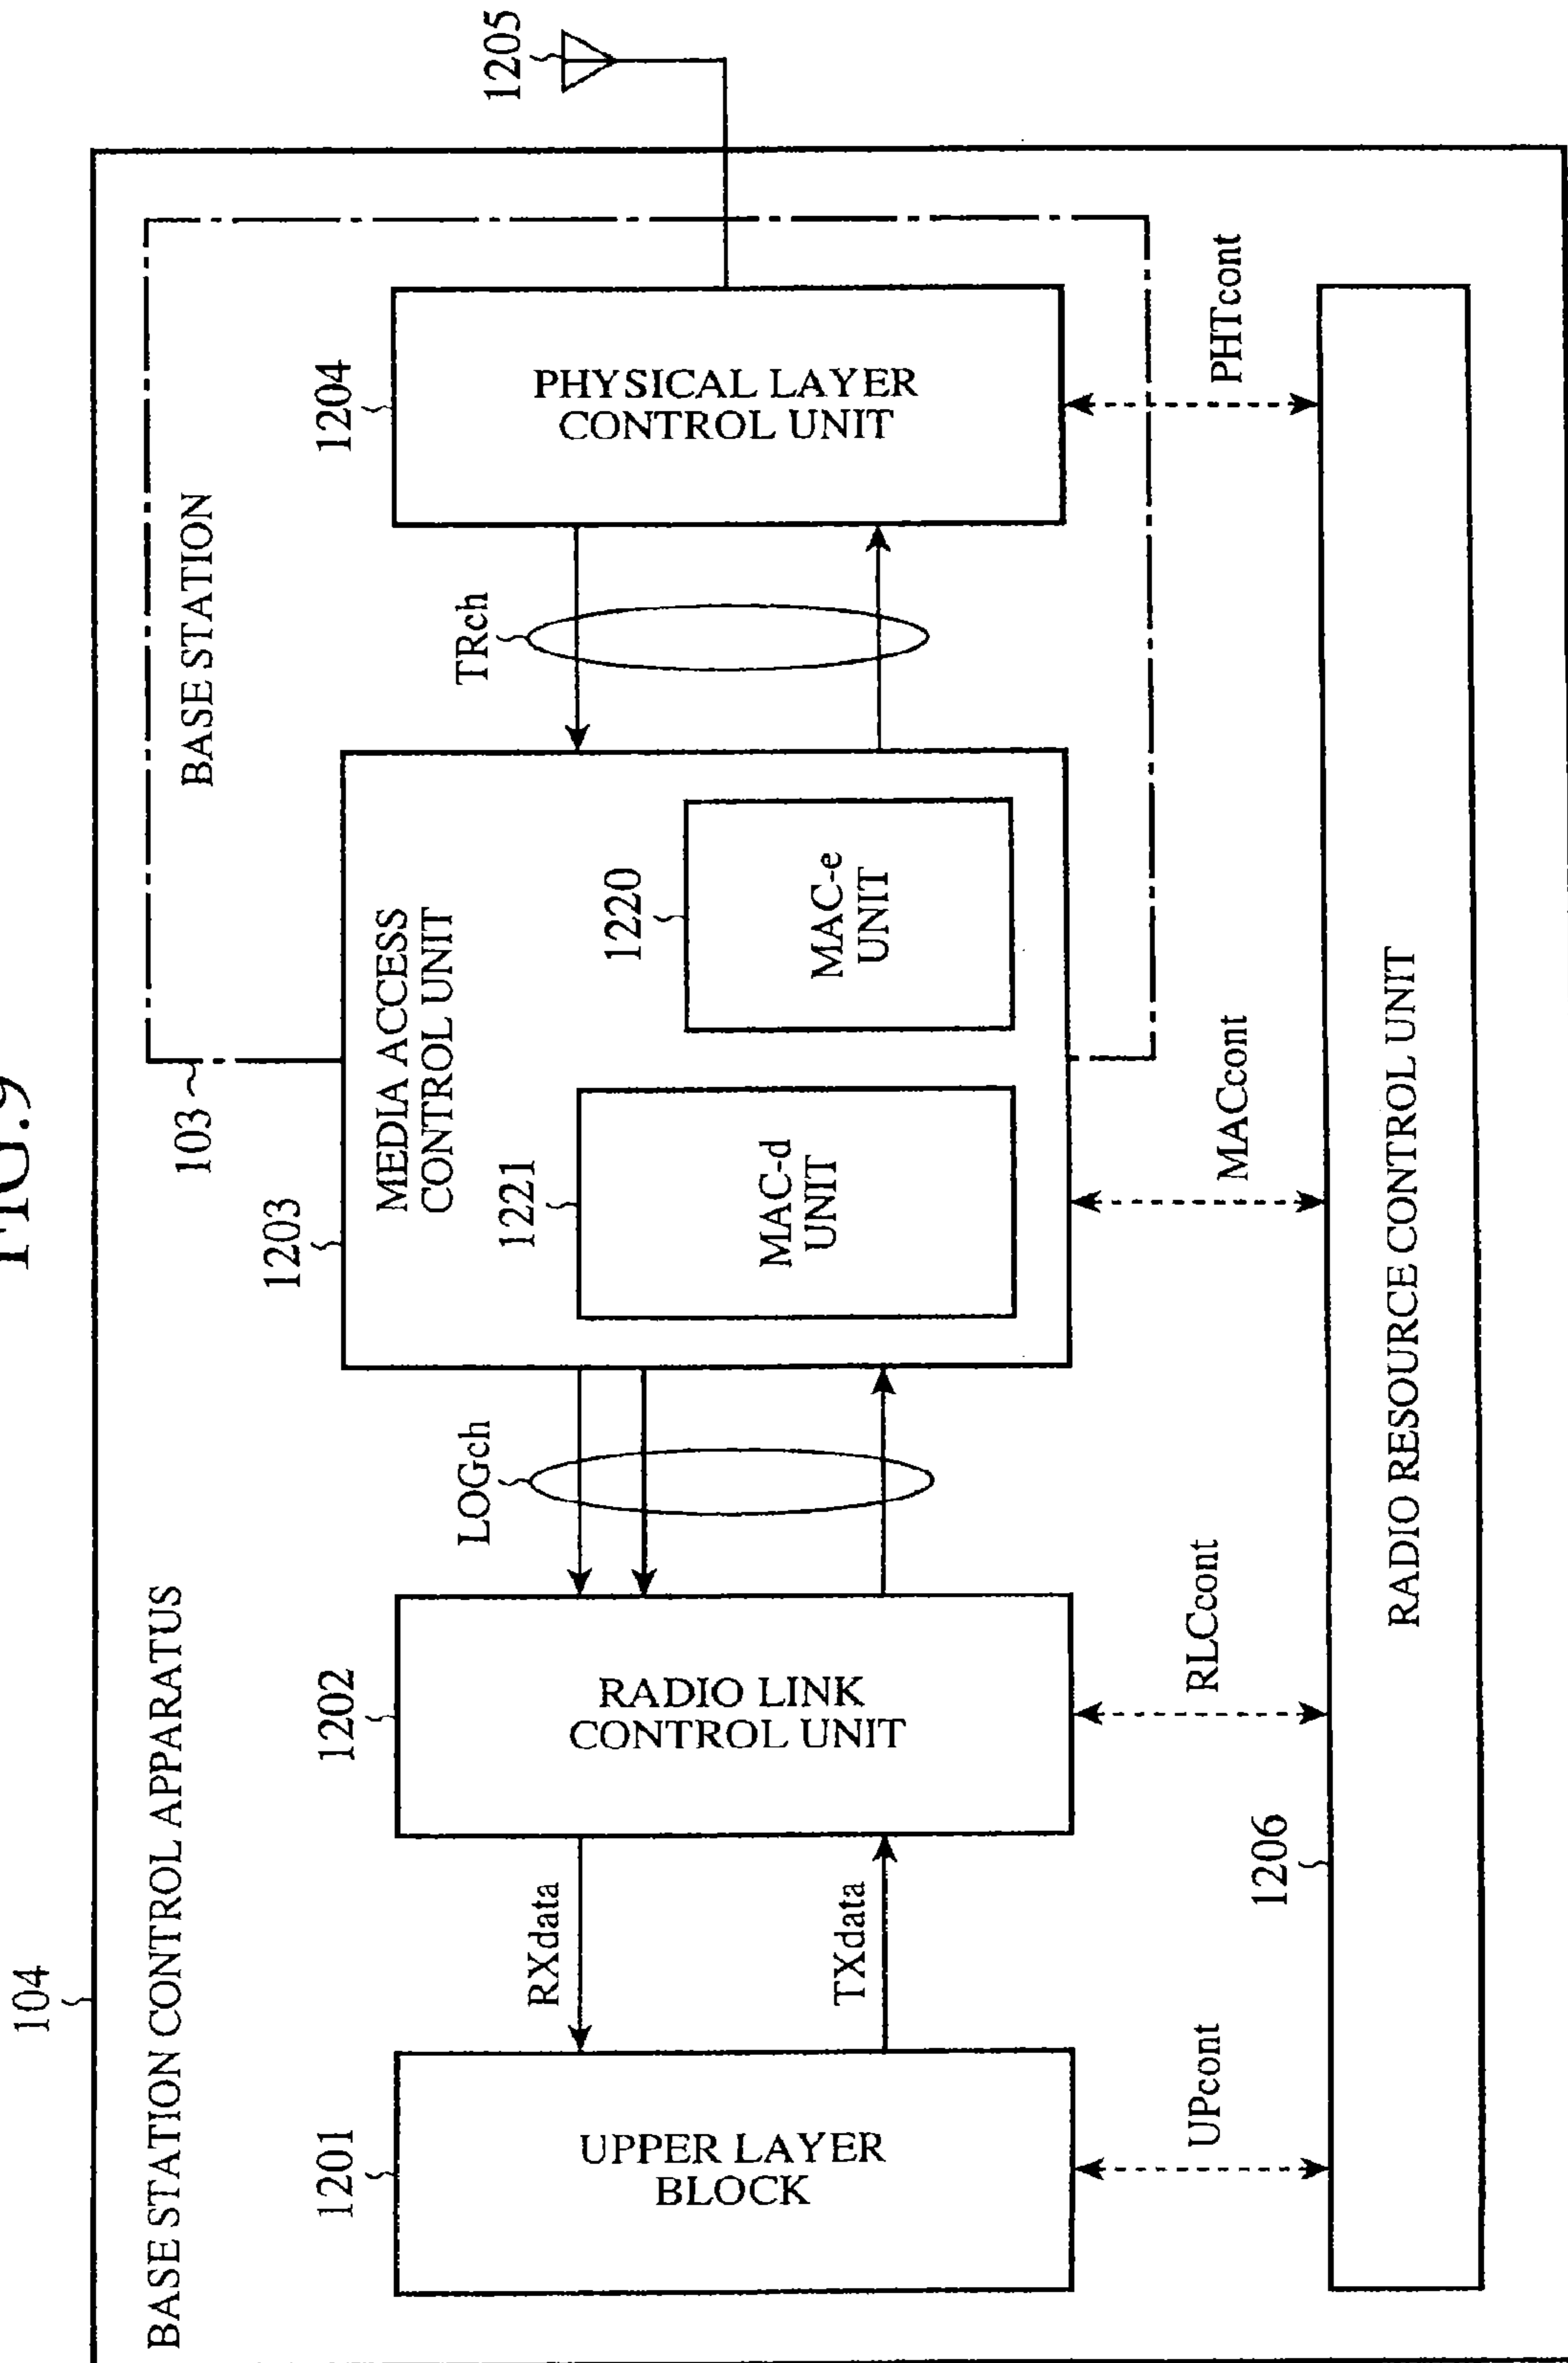 FIG.9
104
BASE STATION CONTROL APPARATUS
103
BASE STATION
1205
1201
UPPER LAYER
BLOCK
RXdata
TXdata
1202
RADIO LINK
CONTROL UNIT
LOGch
1203
MEDIA ACCESS
CONTROL UNIT
1221
MAC-d
UNIT
1220
MAC-e
UNIT
TRch
1204
PHYSICAL LAYER
CONTROL UNIT
UPcont
RLCcont
MACcont
PHTcont
1206
RADIO RESOURCE CONTROL UNIT